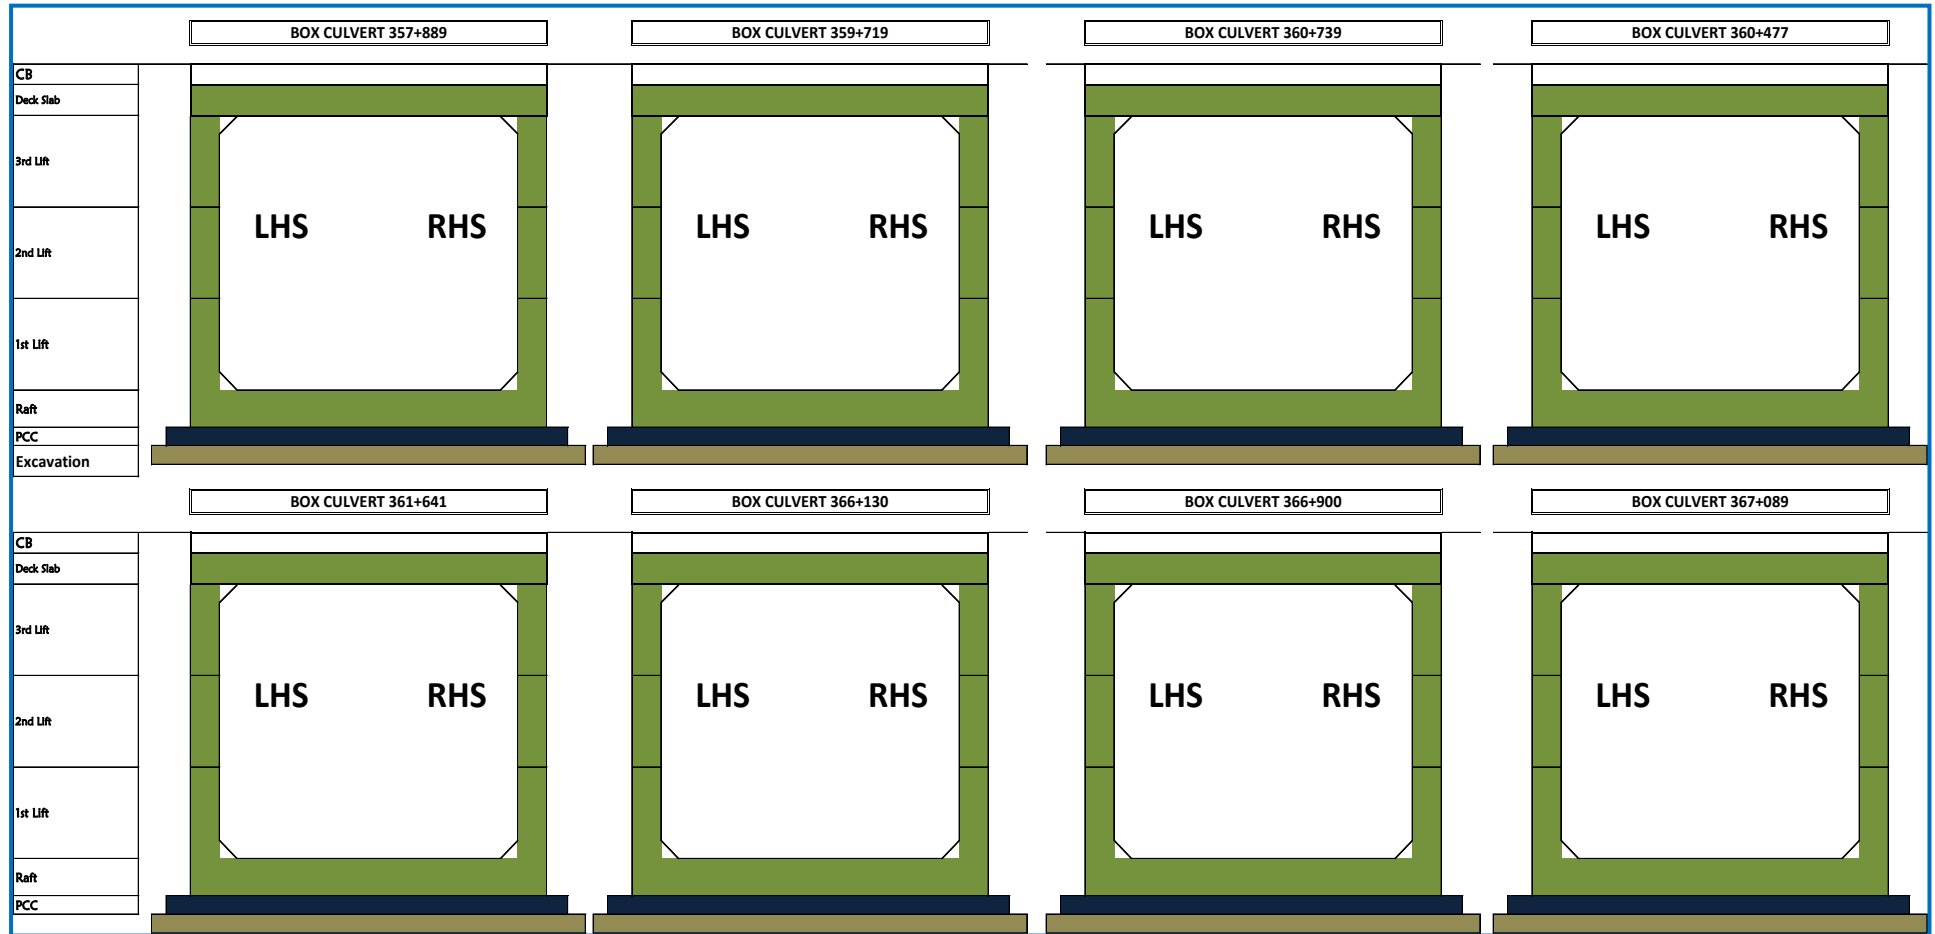 BOX CULVERT 357+889 BOX CULVERT 359+719 BOX CULVERT 360+739 BOX CULVERT 360+477
CB
Deck Slab
3rd Lift
LHS RHS LHS RHS LHS RHS LHS RHS
2nd Lift
1st Lift
Raft
PCC
Excavation
BOX CULVERT 361+641 BOX CULVERT 366+130 BOX CULVERT 366+900 BOX CULVERT 367+089
CB
Deck Slab
3rd Lift
LHS RHS LHS RHS LHS RHS LHS RHS
2nd Lift
1st Lift
Raft
PCC